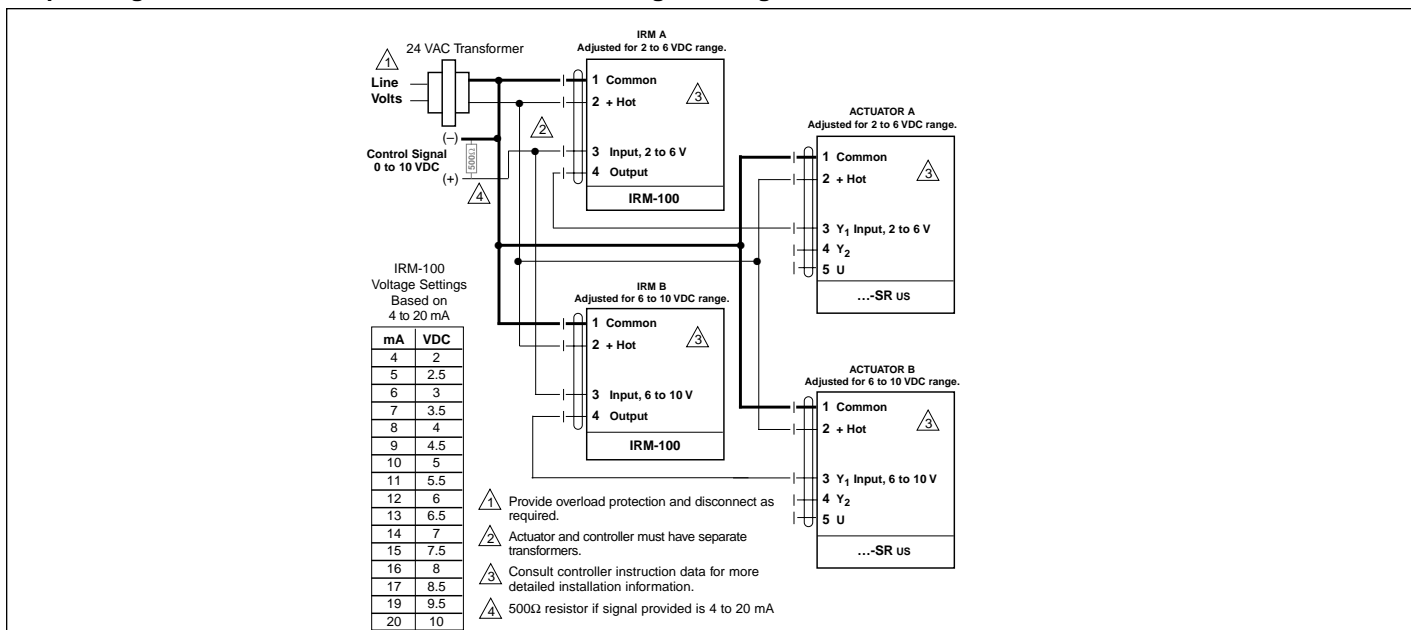 24 VAC Transformer
1
Line
Volts
(–)
Control Signal
0 to 10 VDC
500Ω
(+)
4
2
IRM A
Adjusted for 2 to 6 VDC range.
1 Common
2 + Hot
3
3 Input, 2 to 6 V
4 Output
IRM-100
ACTUATOR A
Adjusted for 2 to 6 VDC range.
1 Common
2 + Hot
3
3 Y1 Input, 2 to 6 V
4 Y2
5 U
...-SR US
IRM B
Adjusted for 6 to 10 VDC range.
1 Common
2 + Hot
3
3 Input, 6 to 10 V
4 Output
IRM-100
ACTUATOR B
Adjusted for 6 to 10 VDC range.
1 Common
2 + Hot
3
3 Y1 Input, 6 to 10 V
4 Y2
5 U
...-SR US
IRM-100
Voltage Settings
Based on
4 to 20 mA
mA VDC
4 2
5 2.5
6 3
7 3.5
8 4
9 4.5
10 5
11 5.5
12 6
13 6.5
14 7
15 7.5
16 8
17 8.5
19 9.5
20 10
1 Provide overload protection and disconnect as
required.
2 Actuator and controller must have separate
transformers.
3 Consult controller instruction data for more
detailed installation information.
4 500Ω resistor if signal provided is 4 to 20 mA